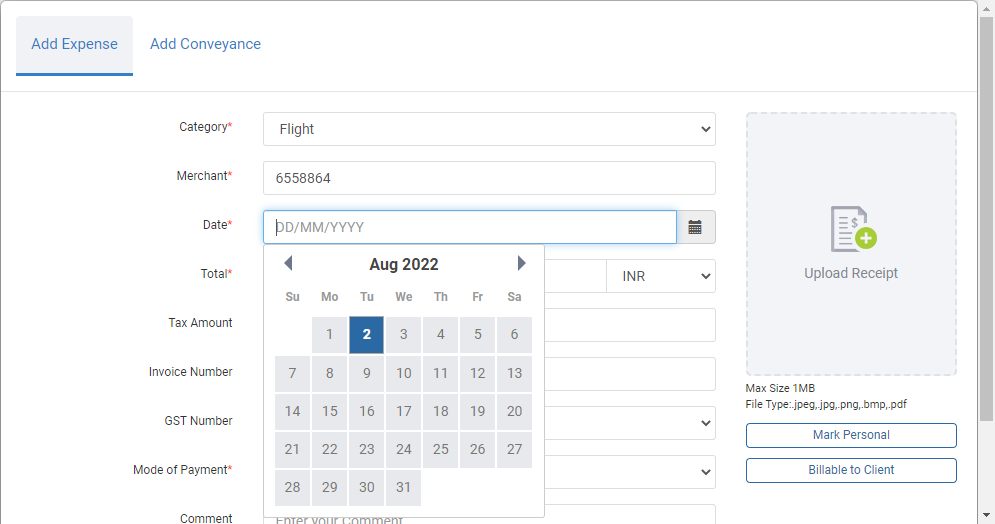 Add Expense Add Conveyance
Category* Flight
Merchant* 6558864
Date* DD/MM/YYYY
Aug 2022
Su Mo Tu We Th Fr Sa
1 2 3 4 5 6
7 8 9 10 11 12 13
14 15 16 17 18 19 20
21 22 23 24 25 26 27
28 29 30 31
Total* INR
Tax Amount
Invoice Number
GST Number
Mode of Payment*
Comment Enter your Comment
Upload Receipt
Max Size 1MB
File Type:.jpeg,.jpg,.png,.bmp,.pdf
Mark Personal
Billable to Client